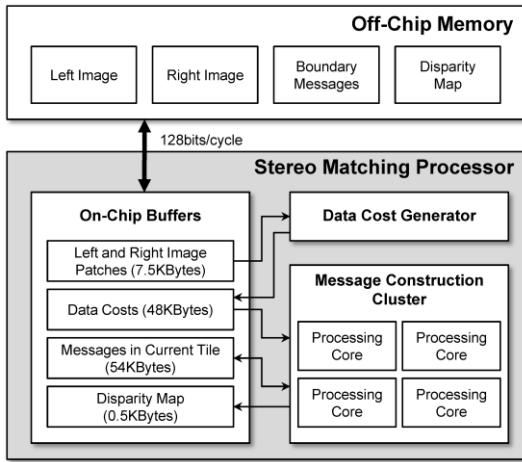 Off-Chip Memory
Left Image
Right Image
Boundary
Messages
Disparity
Map
128bits/cycle
Stereo Matching Processor
On-Chip Buffers
Left and Right Image
Patches (7.5KBytes)
Data Costs (48KBytes)
Messages in Current Tile
(54KBytes)
Disparity Map
(0.5KBytes)
Data Cost Generator
Message Construction
Cluster
Processing
Core
Processing
Core
Processing
Core
Processing
Core